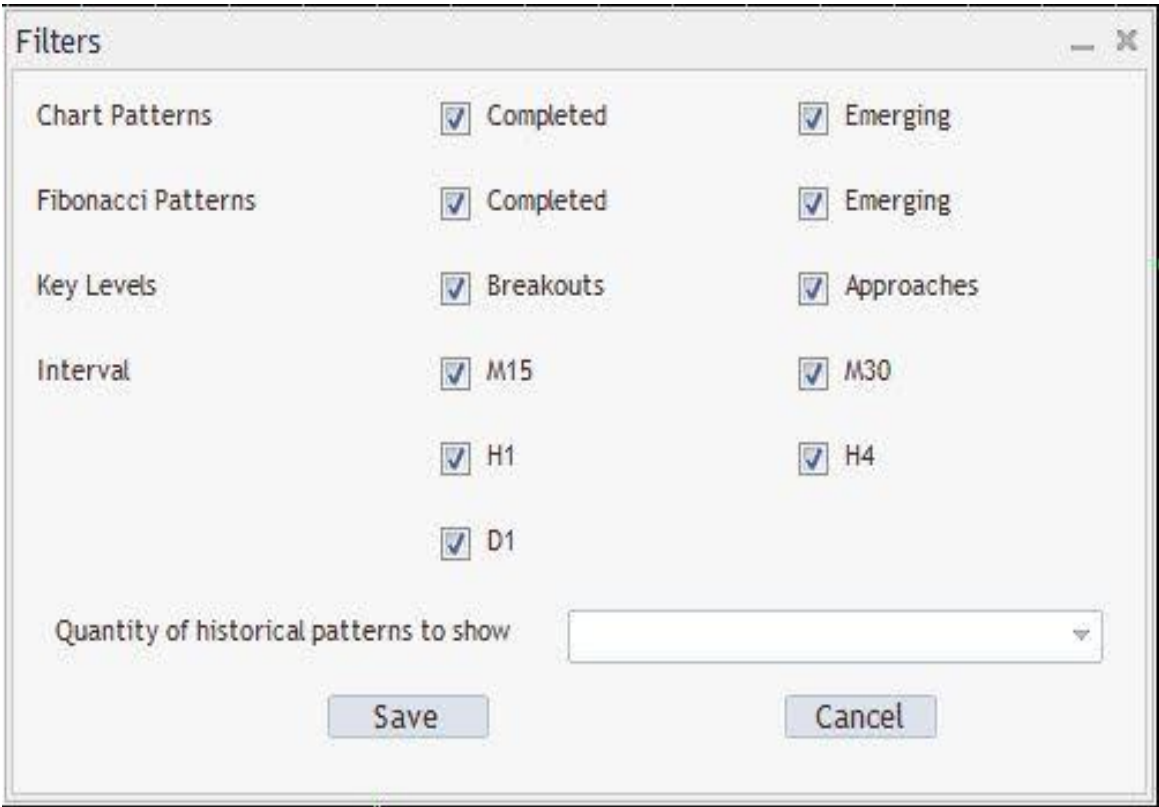 Filters
Chart Patterns Completed Emerging
Fibonacci Patterns Completed Emerging
Key Levels Breakouts Approaches
Interval M15 M30
H1 H4
D1
Quantity of historical patterns to show
Save Cancel